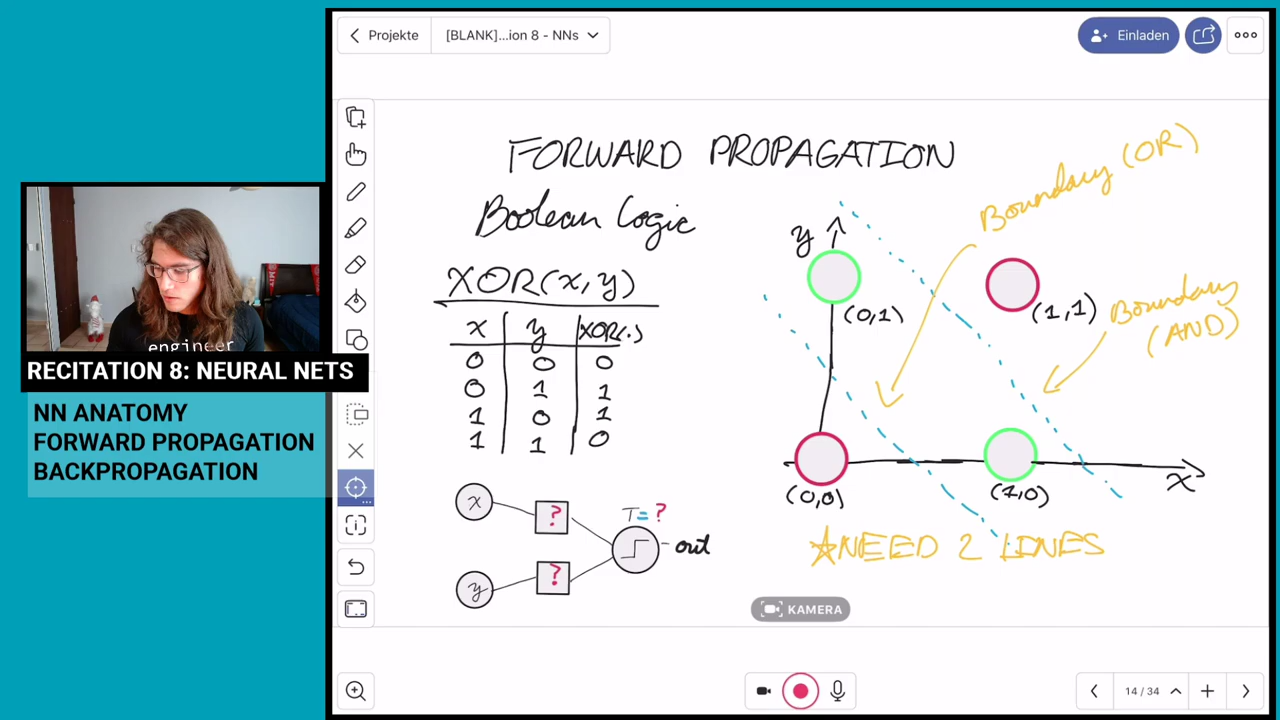 Projekte
[BLANK]...ion 8 - NNs
Einladen
FORWARD PROPAGATION
Boolean Logic
XOR(x,y)
x y XOR(.)
0 0 0
0 1 1
1 0 1
1 1 0
x
?
T=?
out
y
?
y
Boundary (OR)
(0,1)
(1,1)
Boundary
(AND)
(0,0)
(1,0)
x
☆NEED 2 LINES
KAMERA
14 / 34
engineer
RECITATION 8: NEURAL NETS
NN ANATOMY
FORWARD PROPAGATION
BACKPROPAGATION